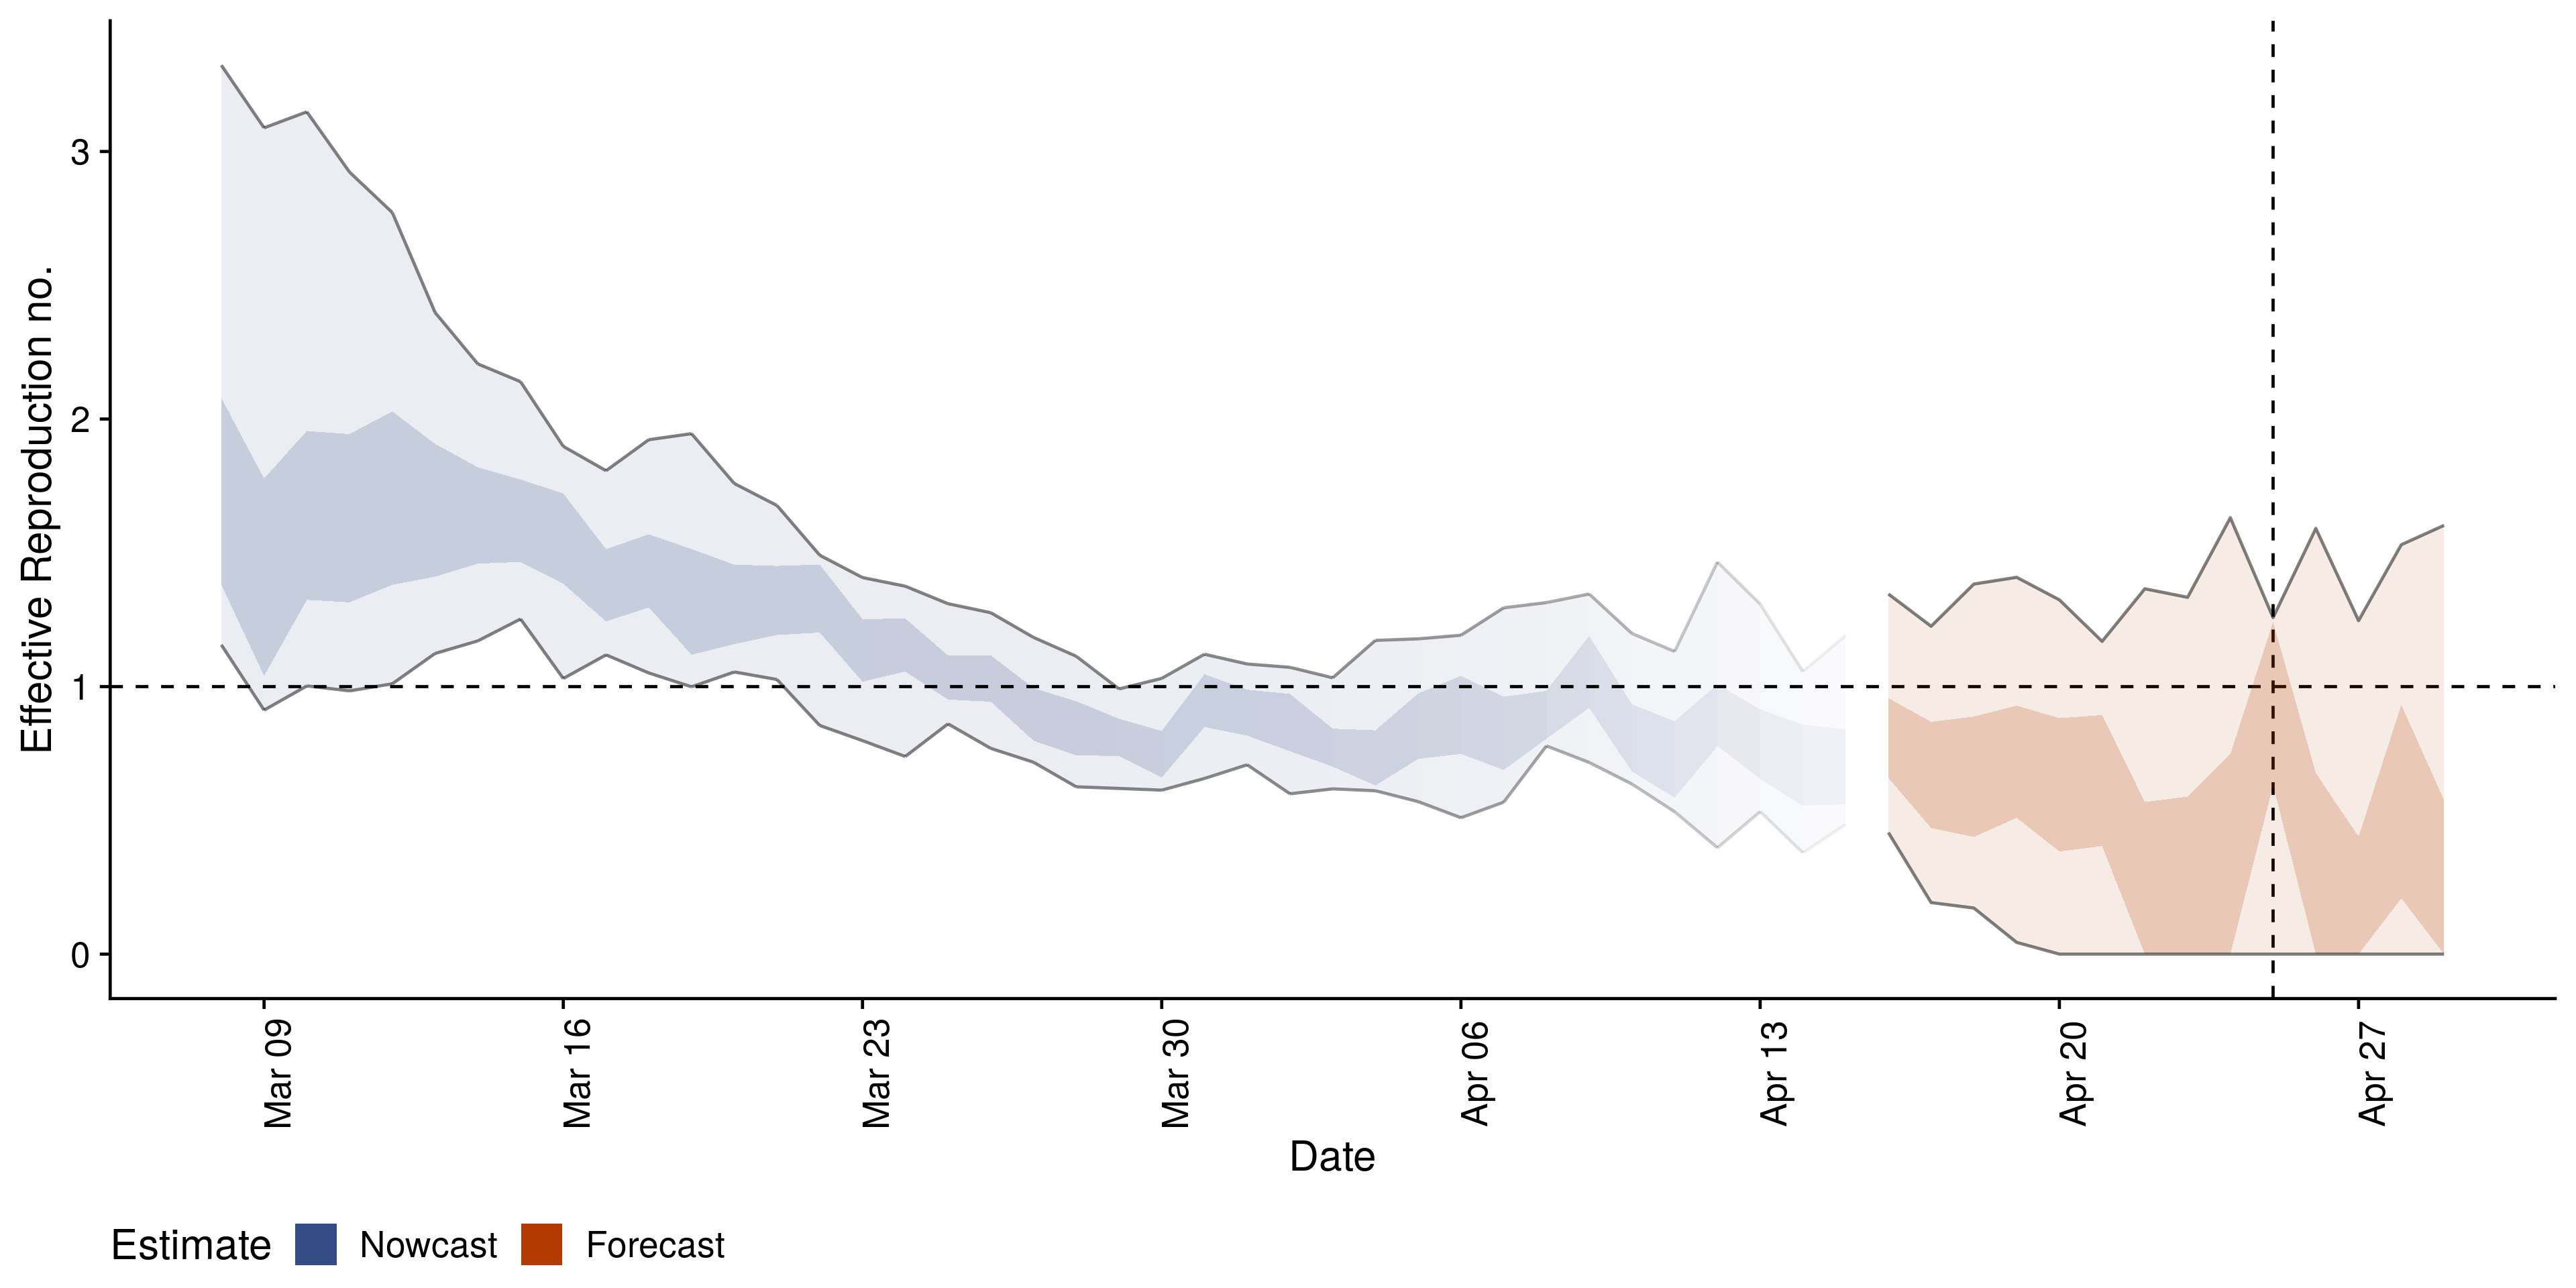 Effective Reproduction no.
3
2
1
0
Mar 09
Mar 16
Mar 23
Mar 30
Apr 06
Apr 13
Apr 20
Apr 27
Date
Estimate Nowcast Forecast